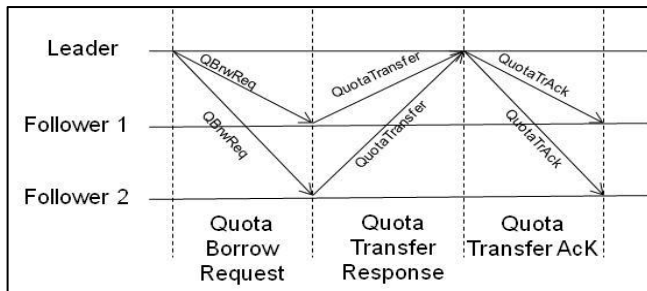 Leader
QBrwReq
QuotaTransfer
QuotaTrAck
Follower 1
QBrwReq
QuotaTransfer
QuotaTrAck
Follower 2
Quota
Borrow
Request
Quota
Transfer
Response
Quota
Transfer AcK